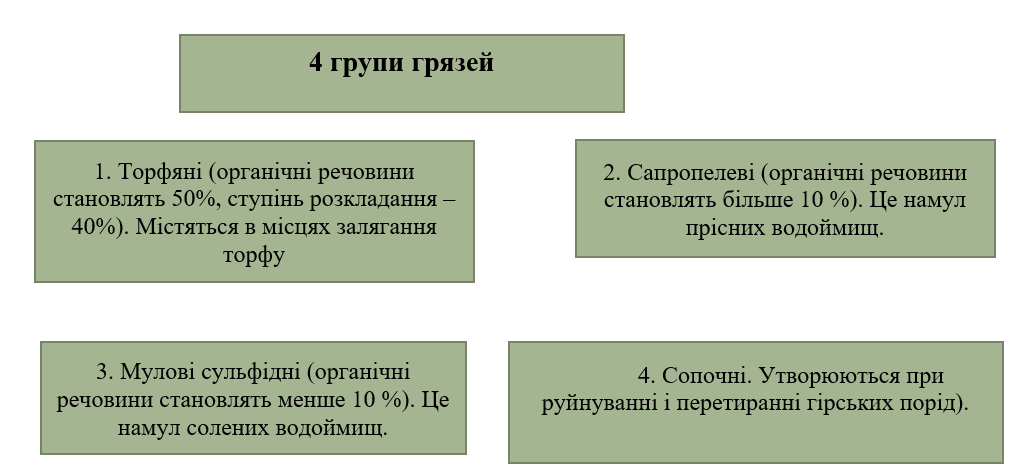 4 групи грязей
1. Торфяні (органічні речовини
становлять 50%, ступінь розкладання –
40%). Містяться в місцях залягання
торфу
2. Сапропелеві (органічні речовини
становлять більше 10 %). Це намул
прісних водоймищ.
3. Мулові сульфідні (органічні
речовини становлять менше 10 %). Це
намул солених водоймищ.
4. Сопочні. Утворюються при
руйнуванні і перетиранні гірських порід).